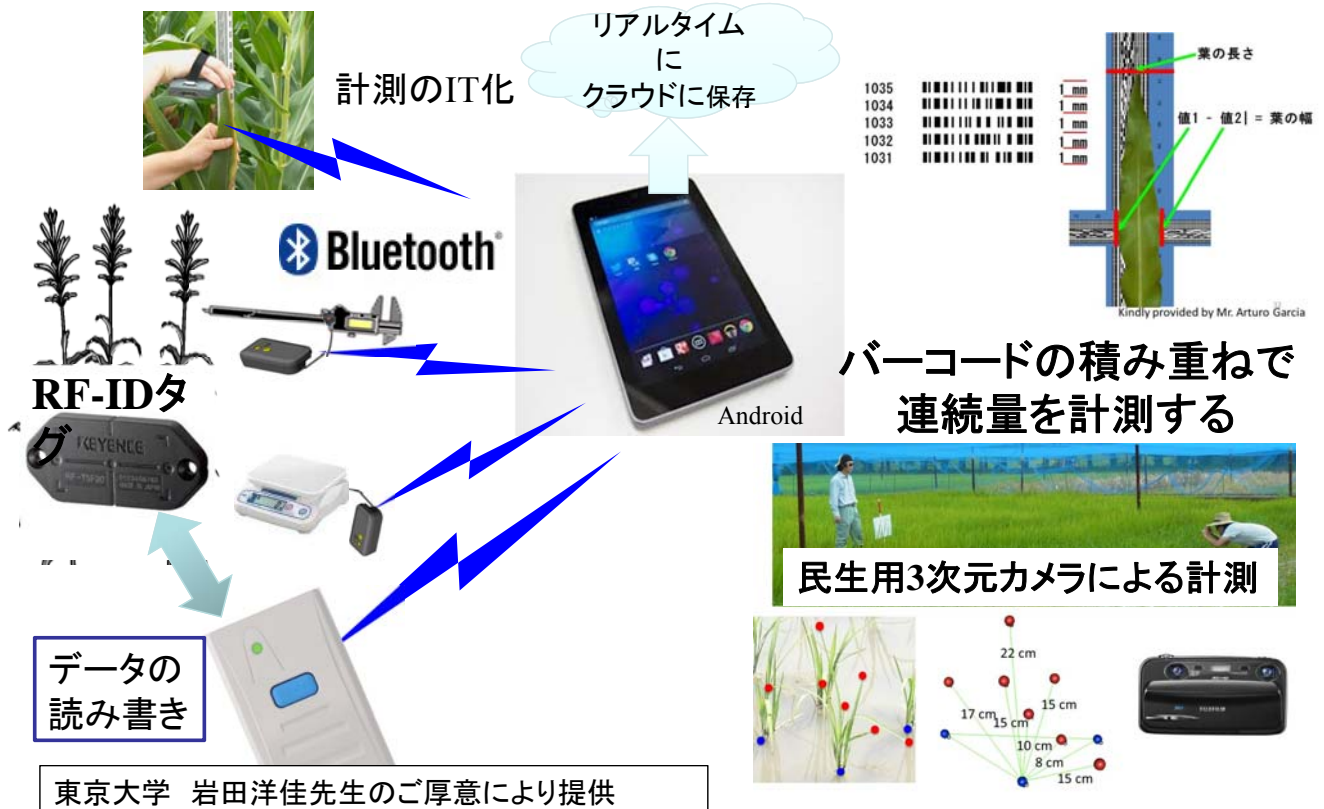 リアルタイム
に
クラウドに保存
計測のIT化
Bluetooth
RF-IDタ
グ
KEYENCE
Android
データの
読み書き
東京大学 岩田洋佳先生のご厚意により提供
1035
1034
1033
1032
1031
1 mm
1 mm
1 mm
1 mm
1 mm
葉の長さ
値1 - 値2| = 葉の幅
Kindly provided by Mr. Arturo Garcia
バーコードの積み重ねで
連続量を計測する
民生用3次元カメラによる計測
22 cm
17 cm
15 cm
15 cm
10 cm
8 cm
15 cm
FUJIFILM